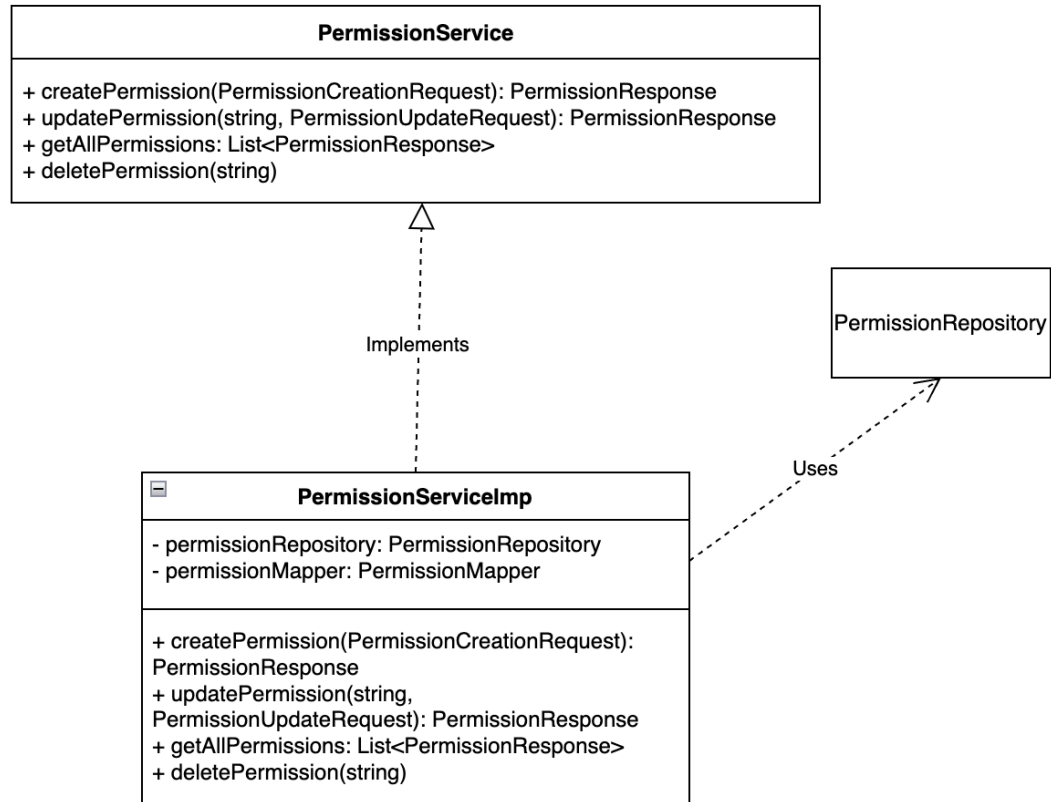 PermissionService
+ createPermission(PermissionCreationRequest): PermissionResponse
+ updatePermission(string, PermissionUpdateRequest): PermissionResponse
+ getAllPermissions: List<PermissionResponse>
+ deletePermission(string)
PermissionRepository
Implements
Uses
PermissionServiceImp
- permissionRepository: PermissionRepository
- permissionMapper: PermissionMapper
+ createPermission(PermissionCreationRequest):
PermissionResponse
+ updatePermission(string,
PermissionUpdateRequest): PermissionResponse
+ getAllPermissions: List<PermissionResponse>
+ deletePermission(string)